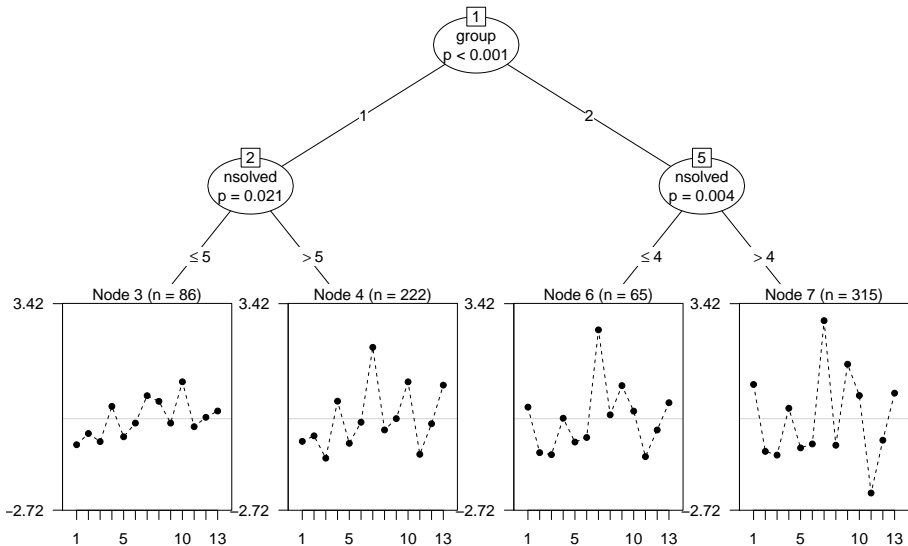 1
group
p < 0.001
1
2
2
nsolved
p = 0.021
5
nsolved
p = 0.004
≤ 5
> 5
≤ 4
> 4
Node 3 (n = 86)
Node 4 (n = 222)
Node 6 (n = 65)
Node 7 (n = 315)
3.42
3.42
3.42
3.42
−2.72
−2.72
−2.72
−2.72
1 5 10 13
1 5 10 13
1 5 10 13
1 5 10 13